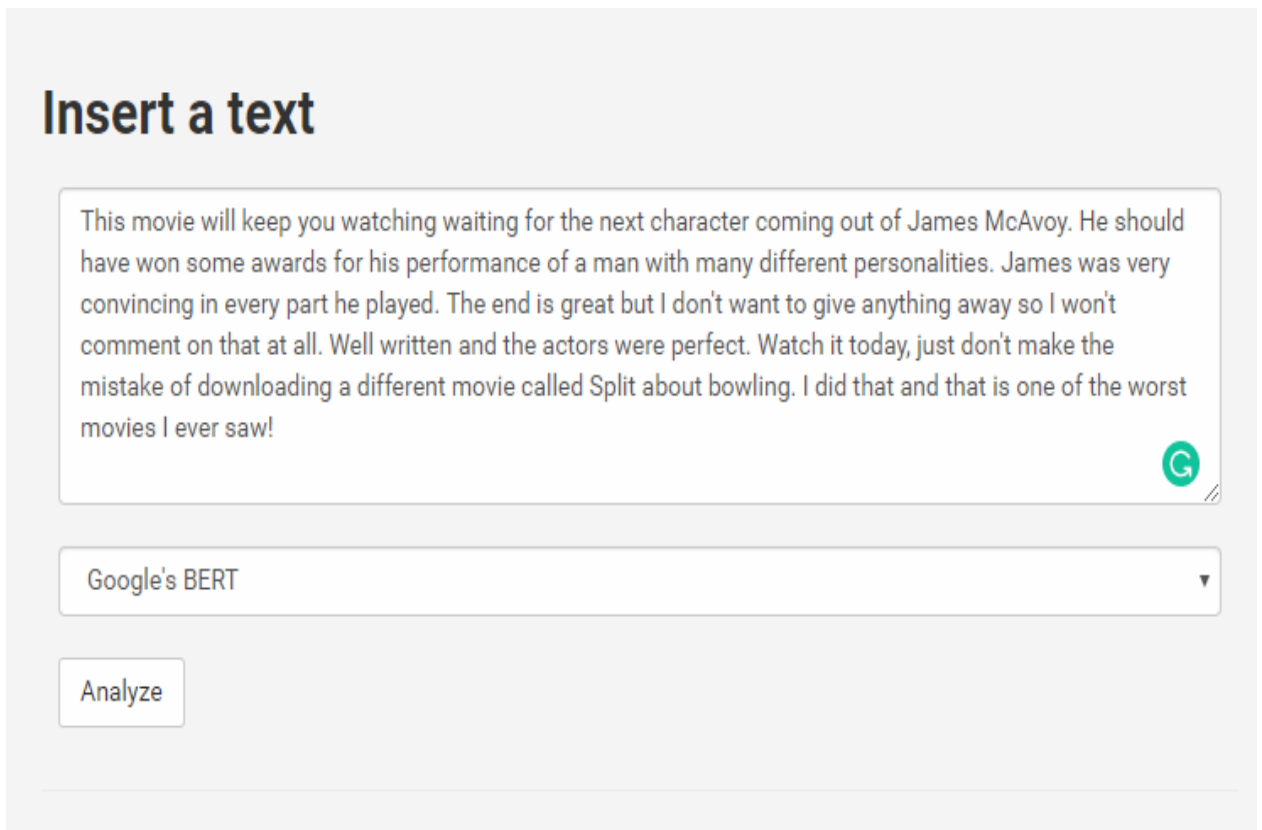 Insert a text
This movie will keep you watching waiting for the next character coming out of James McAvoy. He should
have won some awards for his performance of a man with many different personalities. James was very
convincing in every part he played. The end is great but I don't want to give anything away so I won't
comment on that at all. Well written and the actors were perfect. Watch it today, just don't make the
mistake of downloading a different movie called Split about bowling. I did that and that is one of the worst
movies I ever saw!
Google's BERT
Analyze